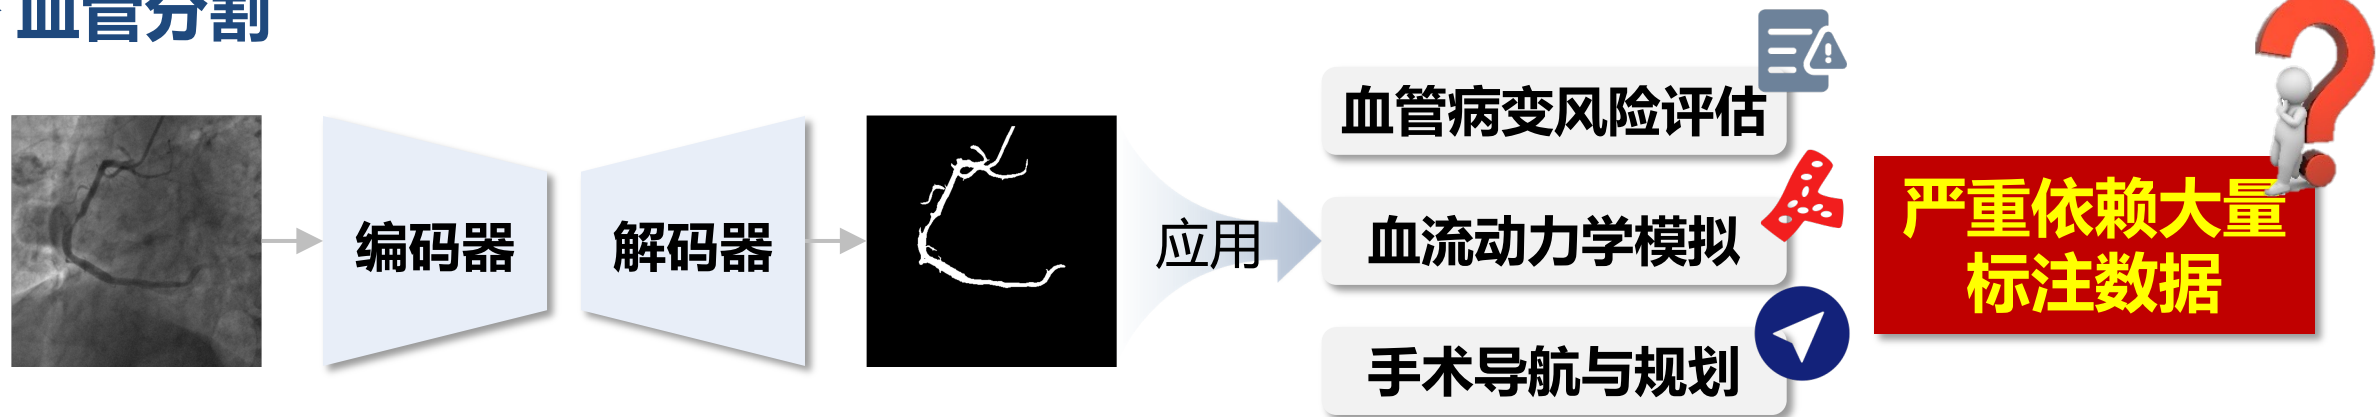 血管分割
编码器
解码器
应用
血管病变风险评估
血流动力学模拟
手术导航与规划
严重依赖大量
标注数据